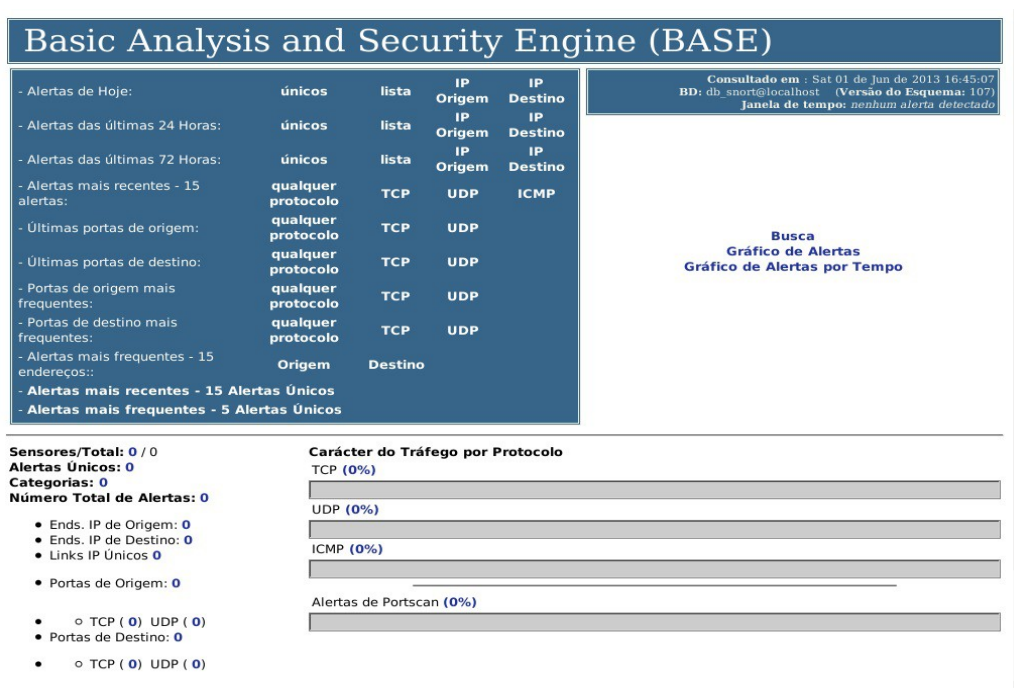 Basic Analysis and Security Engine (BASE)
- Alertas de Hoje: únicos lista IP Origem IP Destino
- Alertas das últimas 24 Horas: únicos lista IP Origem IP Destino
- Alertas das últimas 72 Horas: únicos lista IP Origem IP Destino
- Alertas mais recentes - 15 alertas: qualquer protocolo TCP UDP ICMP
- Últimas portas de origem: qualquer protocolo TCP UDP
- Últimas portas de destino: qualquer protocolo TCP UDP
- Portas de origem mais frequentes: qualquer protocolo TCP UDP
- Portas de destino mais frequentes: qualquer protocolo TCP UDP
- Alertas mais frequentes - 15 endereços:: Origem Destino
- Alertas mais recentes - 15 Alertas Únicos
- Alertas mais frequentes - 5 Alertas Únicos
Consultado em : Sat 01 de Jun de 2013 16:45:07
BD: db_snort@localhost (Versão do Esquema: 107)
Janela de tempo: nenhum alerta detectado
Busca
Gráfico de Alertas
Gráfico de Alertas por Tempo
Sensores/Total: 0 / 0
Alertas Únicos: 0
Categorias: 0
Número Total de Alertas: 0
Ends. IP de Origem: 0
Ends. IP de Destino: 0
Links IP Únicos 0
Portas de Origem: 0
TCP ( 0) UDP ( 0)
Portas de Destino: 0
TCP ( 0) UDP ( 0)
Carácter do Tráfego por Protocolo
TCP (0%)
UDP (0%)
ICMP (0%)
Alertas de Portscan (0%)